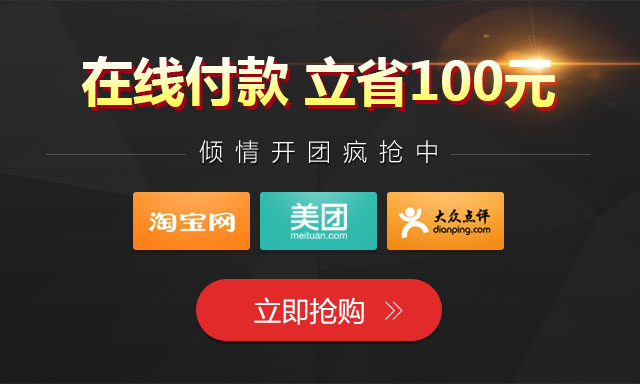 在线付款 立省100元
倾情开团疯抢中
淘宝网
美团
meituan.com
大众点评
dianping.com
立即抢购 >>